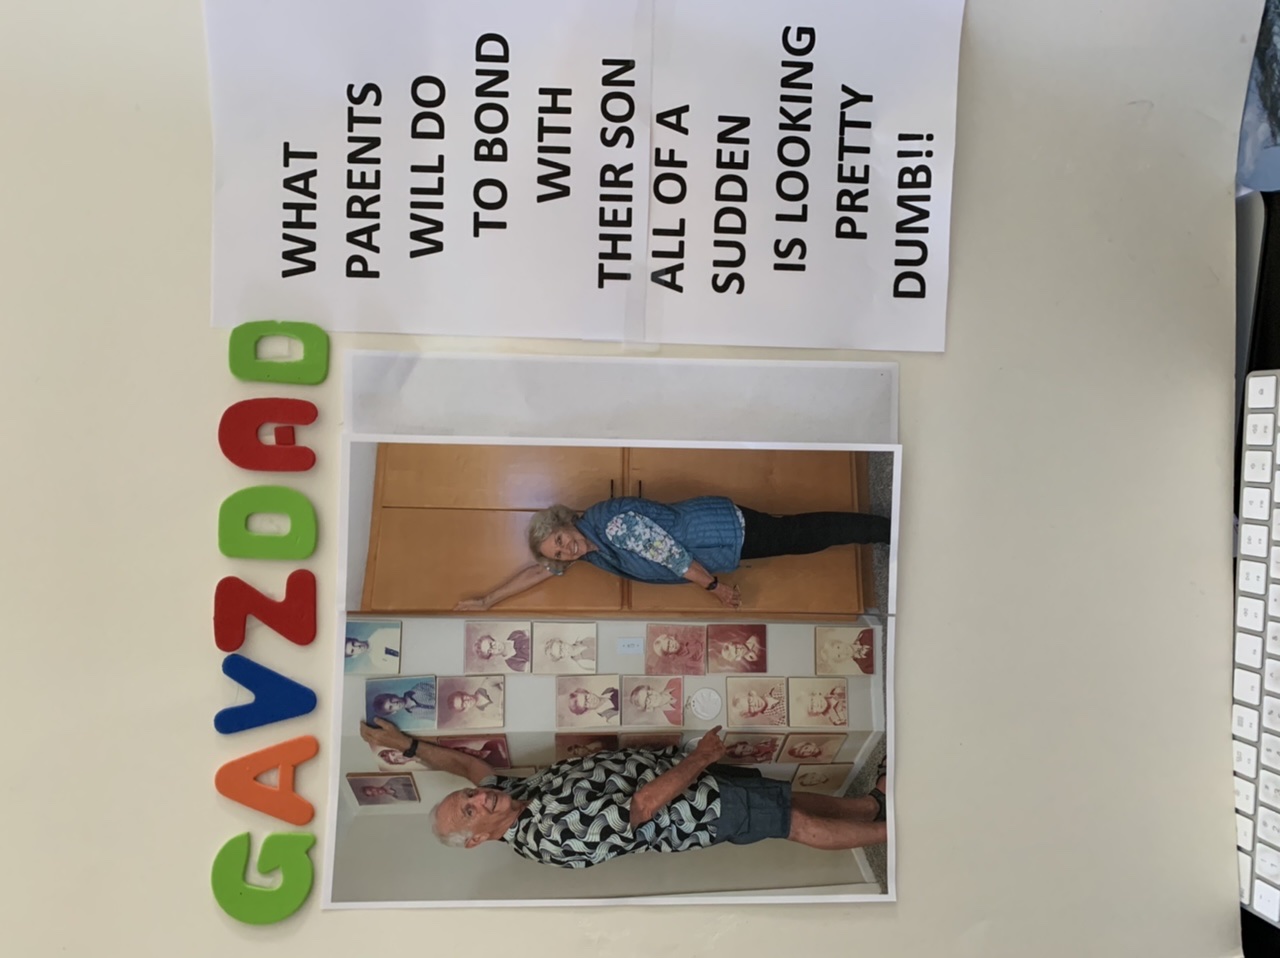 GAVZDAD
WHAT
PARENTS
WILL DO
TO BOND
WITH
THEIR SON
ALL OF A
SUDDEN
IS LOOKING
PRETTY
DUMB!!